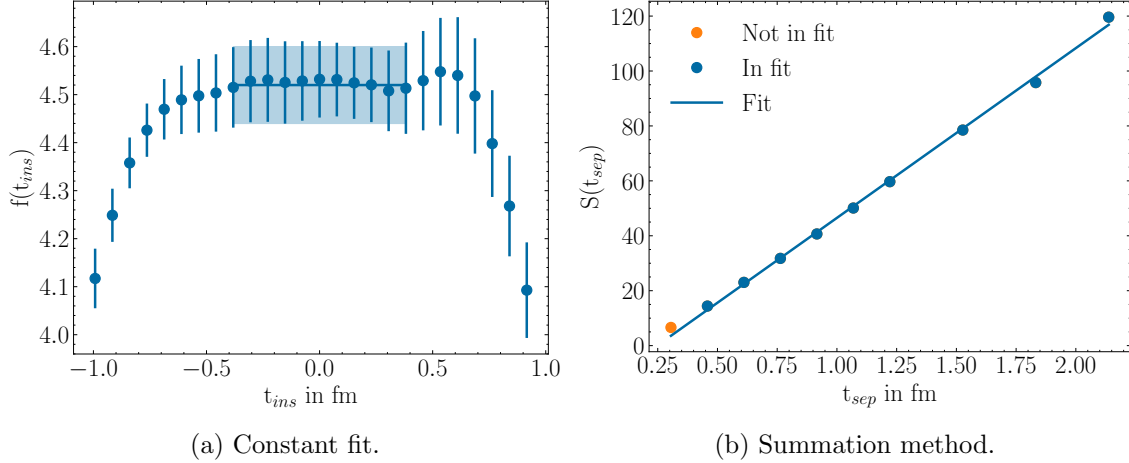 4.6
4.5
4.4
4.3
4.2
4.1
4.0
f(t_ins)
−1.0 −0.5 0.0 0.5 1.0
t_ins in fm
(a) Constant fit.
120
100
80
60
40
20
0
S(t_sep)
Not in fit
In fit
Fit
0.25 0.50 0.75 1.00 1.25 1.50 1.75 2.00
t_sep in fm
(b) Summation method.